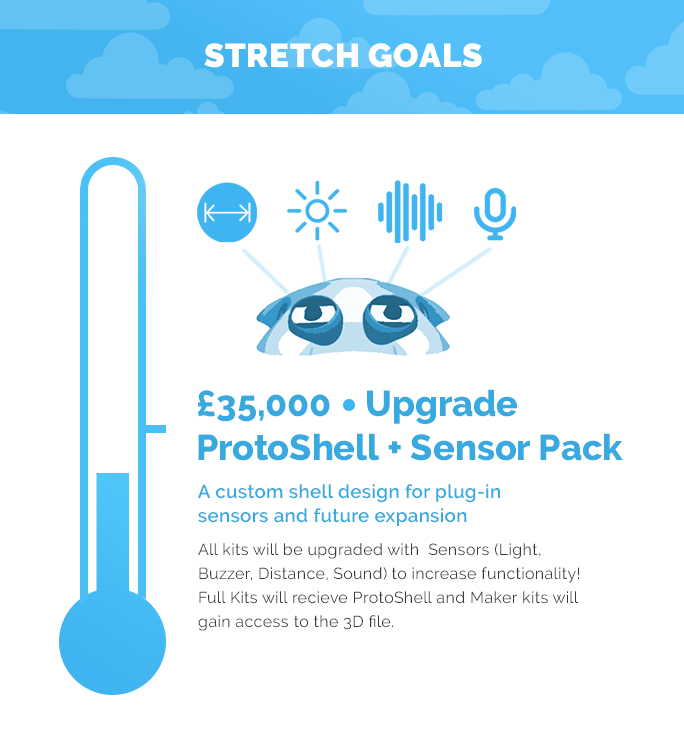 STRETCH GOALS
£35,000 • Upgrade
ProtoShell + Sensor Pack
A custom shell design for plug-in
sensors and future expansion
All kits will be upgraded with  Sensors (Light,
Buzzer, Distance, Sound) to increase functionality!
Full Kits will recieve ProtoShell and Maker kits will
gain access to the 3D file.